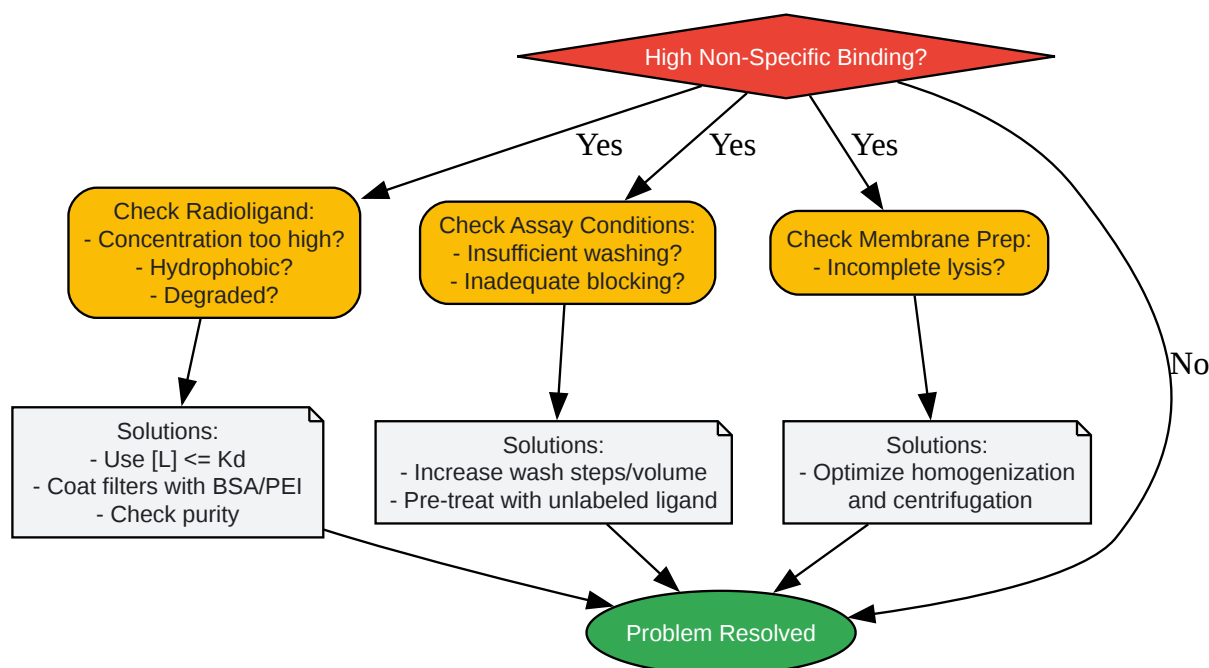 High Non-Specific Binding?
Yes
Yes
Yes
Check Radioligand:
- Concentration too high?
- Hydrophobic?
- Degraded?
Check Assay Conditions:
- Insufficient washing?
- Inadequate blocking?
Check Membrane Prep:
- Incomplete lysis?
No
Solutions:
- Use [L] <= Kd
- Coat filters with BSA/PEI
- Check purity
Solutions:
- Increase wash steps/volume
- Pre-treat with unlabeled ligand
Solutions:
- Optimize homogenization
and centrifugation
Problem Resolved